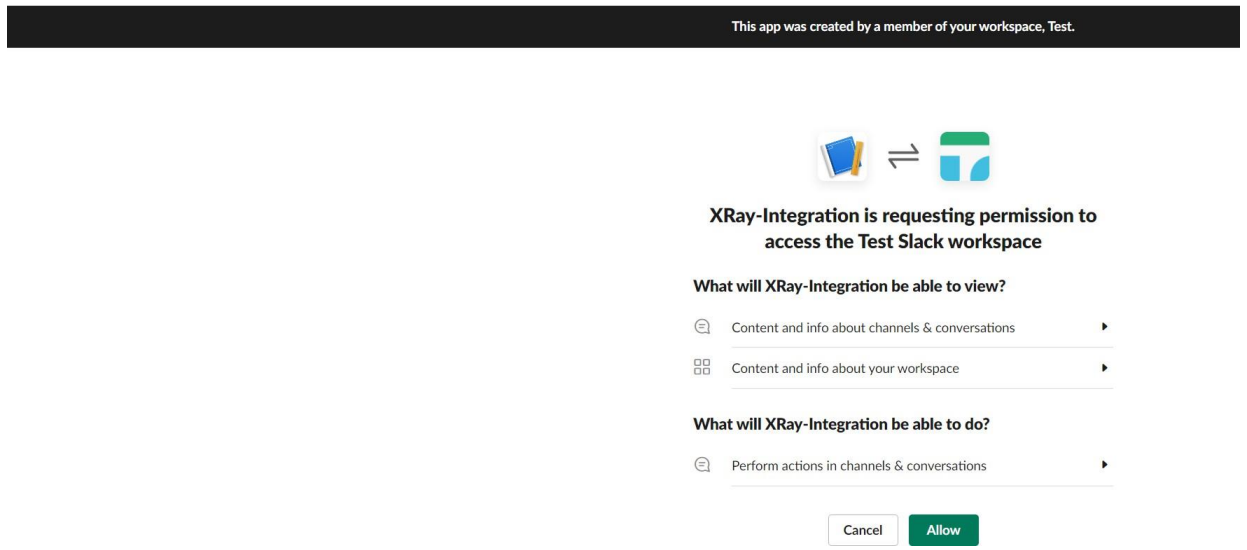 This app was created by a member of your workspace, Test.
XRay-Integration is requesting permission to
access the Test Slack workspace
What will XRay-Integration be able to view?
Content and info about channels & conversations
Content and info about your workspace
What will XRay-Integration be able to do?
Perform actions in channels & conversations
Cancel Allow